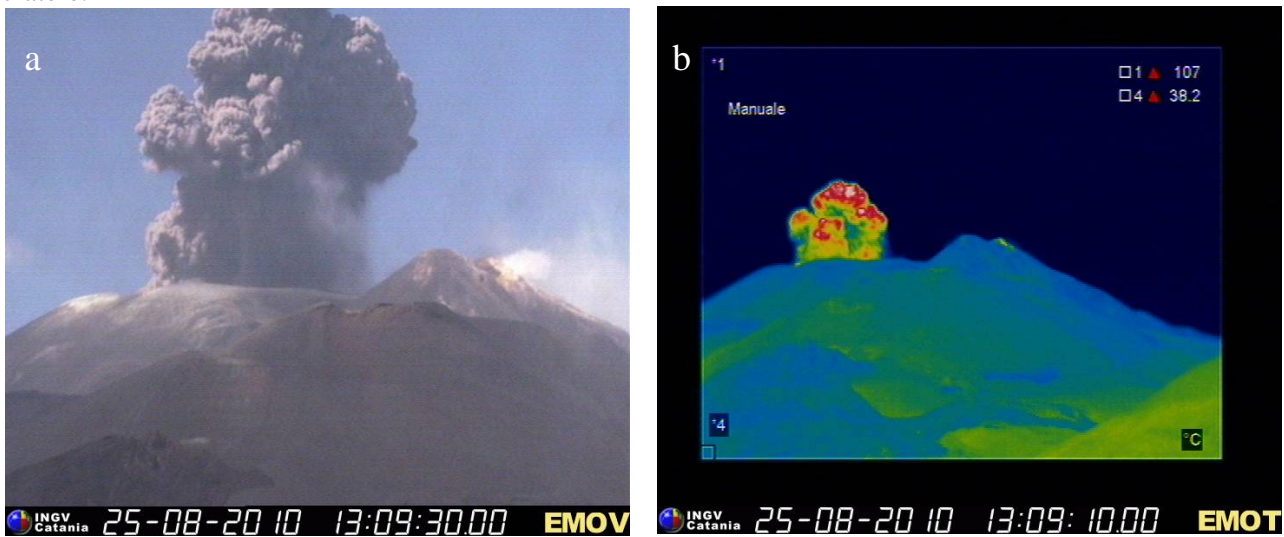 a
INGV
Catania
25-08-2010 13:09:30.00 EMOV
b
*1
□1 ▲ 107
□4 ▲ 38.2
Manuale
*4
°C
INGV
Catania
25-08-2010 13:09:10.00 EMOT